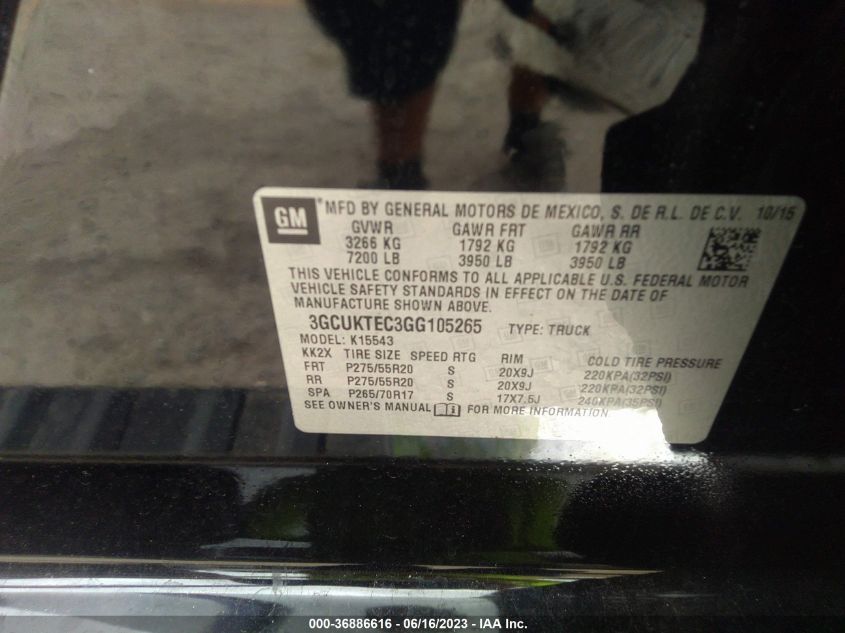 GM ® MFD BY GENERAL MOTORS DE MEXICO, S. DE R.L. DE C.V. 10/15
GVWR GAWR FRT GAWR RR
3266 KG 1792 KG 1792 KG
7200 LB 3950 LB 3950 LB
THIS VEHICLE CONFORMS TO ALL APPLICABLE U.S. FEDERAL MOTOR
VEHICLE SAFETY STANDARDS IN EFFECT ON THE DATE OF
MANUFACTURE SHOWN ABOVE.
3GCUKTEC3GG105265 TYPE: TRUCK
MODEL: K15543
KK2X TIRE SIZE SPEED RTG RIM COLD TIRE PRESSURE
FRT P275/55R20 S 20X9J 220KPA(32PSI)
RR P275/55R20 S 20X9J 220KPA(32PSI)
SPA P265/70R17 S 17X7.5J 240KPA(35PSI)
SEE OWNER'S MANUAL FOR MORE INFORMATION.
000-36886616 - 06/16/2023 - IAA Inc.